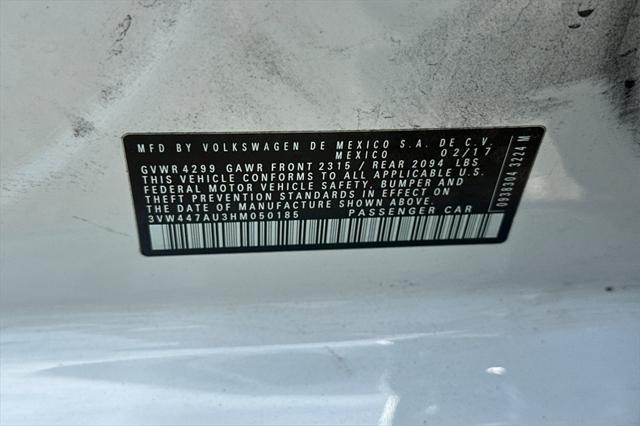 MFD BY VOLKSWAGEN DE MEXICO S.A. DE C.V.
MEXICO 02/17
GVWR 4299 GAWR FRONT 2315 / REAR 2094 LBS
THIS VEHICLE CONFORMS TO ALL APPLICABLE U.S.
FEDERAL MOTOR VEHICLE SAFETY, BUMPER AND
THEFT PREVENTION STANDARDS IN EFFECT ON THE
DATE OF MANUFACTURE SHOWN ABOVE.
3VW447AU3HM050185 PASSENGER CAR
0938304 3224 M